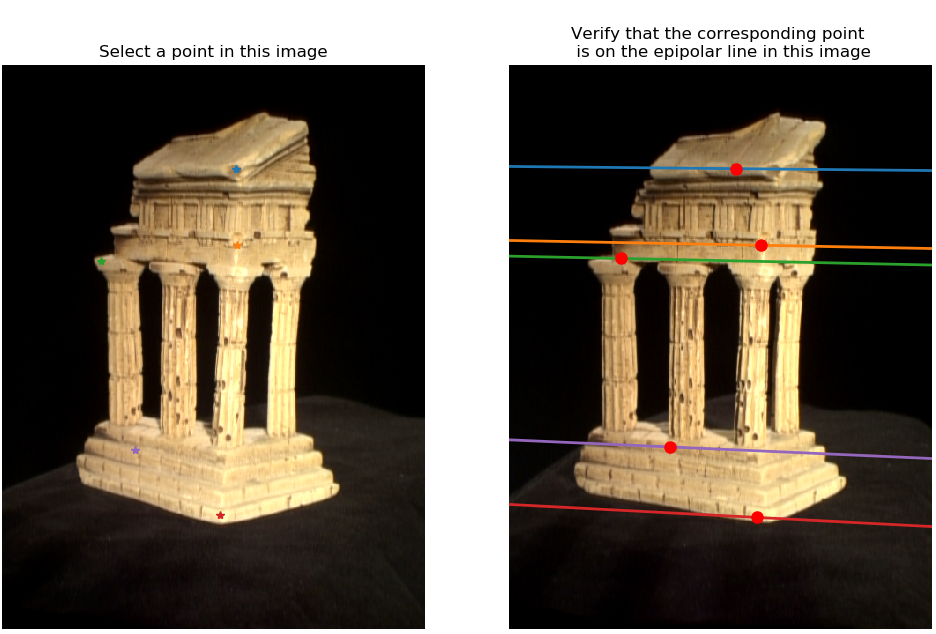 Select a point in this image
Verify that the corresponding point
is on the epipolar line in this image